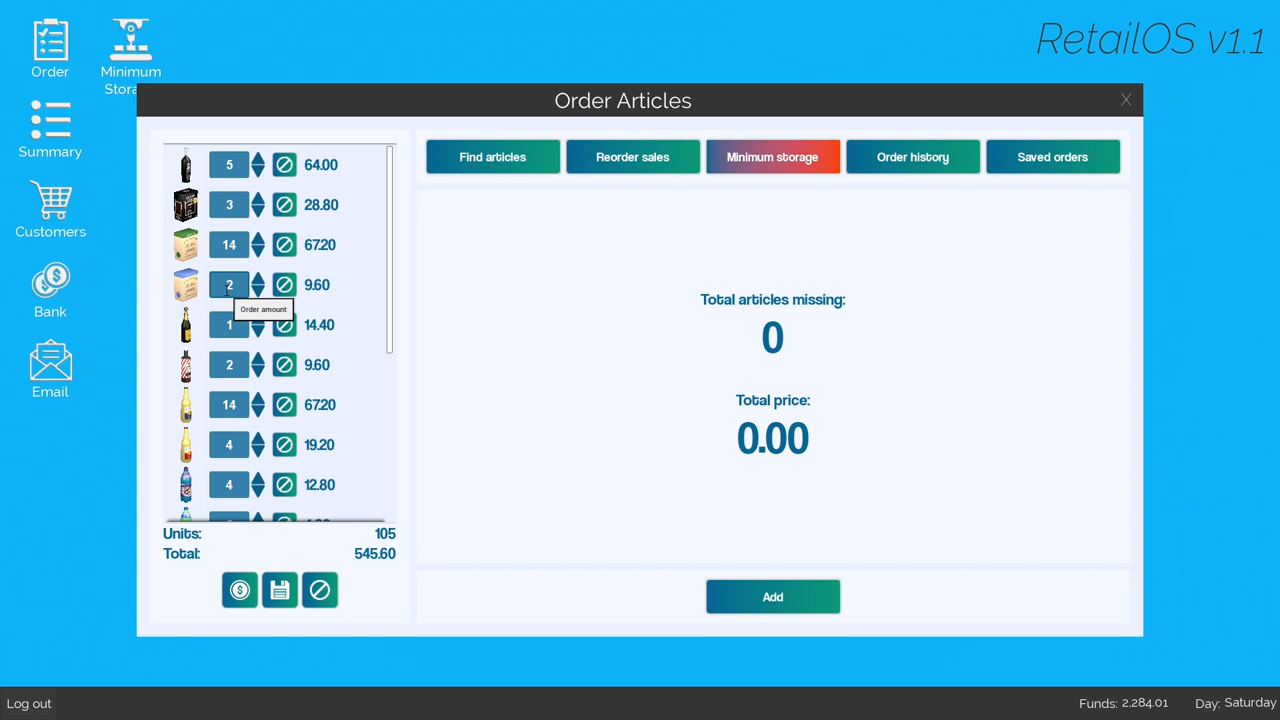 RetailOS v1.1
Order
Minimum
Stora
Summary
Customers
Bank
Email
Order Articles
X
5 64.00
3 28.80
14 67.20
2 9.60
Order amount
1 14.40
2 9.60
14 67.20
4 19.20
4 12.80
Units: 105
Total: 545.60
Find articles
Reorder sales
Minimum storage
Order history
Saved orders
Total articles missing:
0
Total price:
0.00
Add
Log out
Funds: 2,284.01
Day: Saturday